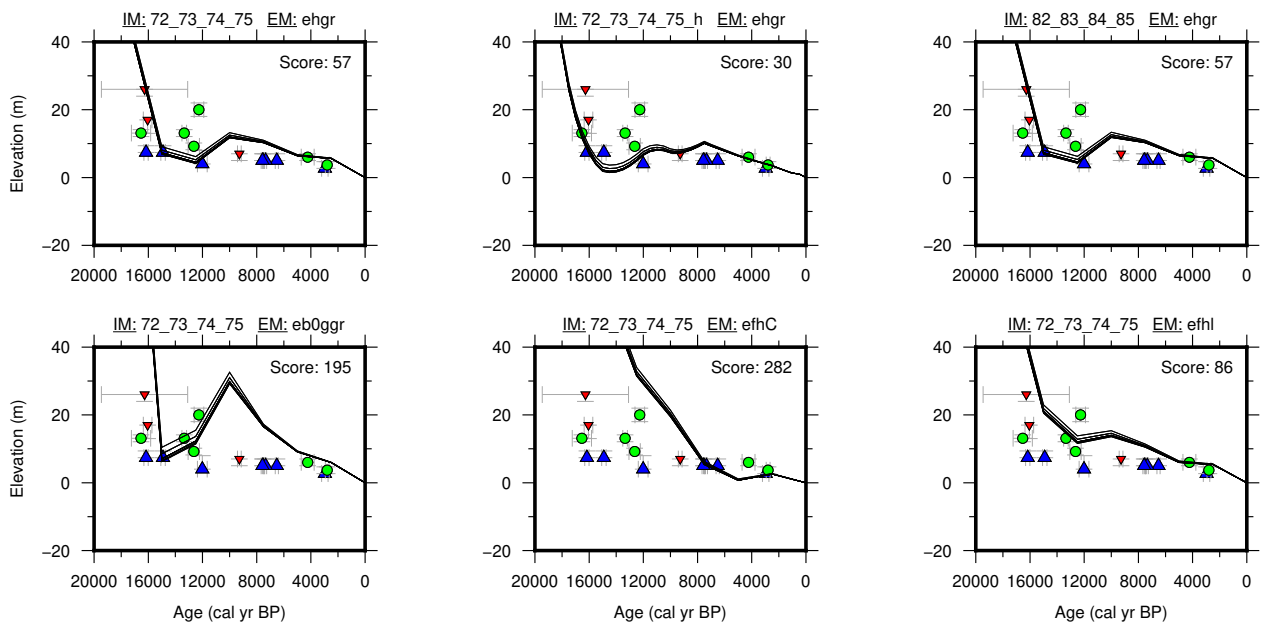 IM: 72_73_74_75 EM: ehgr
IM: 72_73_74_75_h EM: ehgr
IM: 82_83_84_85 EM: ehgr
Score: 57
Score: 30
Score: 57
Elevation (m)
40
20
0
−20
40
20
0
−20
40
20
0
−20
20000 16000 12000 8000 4000 0
20000 16000 12000 8000 4000 0
20000 16000 12000 8000 4000 0
IM: 72_73_74_75 EM: eb0ggr
IM: 72_73_74_75 EM: efhC
IM: 72_73_74_75 EM: efhl
Score: 195
Score: 282
Score: 86
Elevation (m)
40
20
0
−20
40
20
0
−20
40
20
0
−20
20000 16000 12000 8000 4000 0
20000 16000 12000 8000 4000 0
20000 16000 12000 8000 4000 0
Age (cal yr BP)
Age (cal yr BP)
Age (cal yr BP)